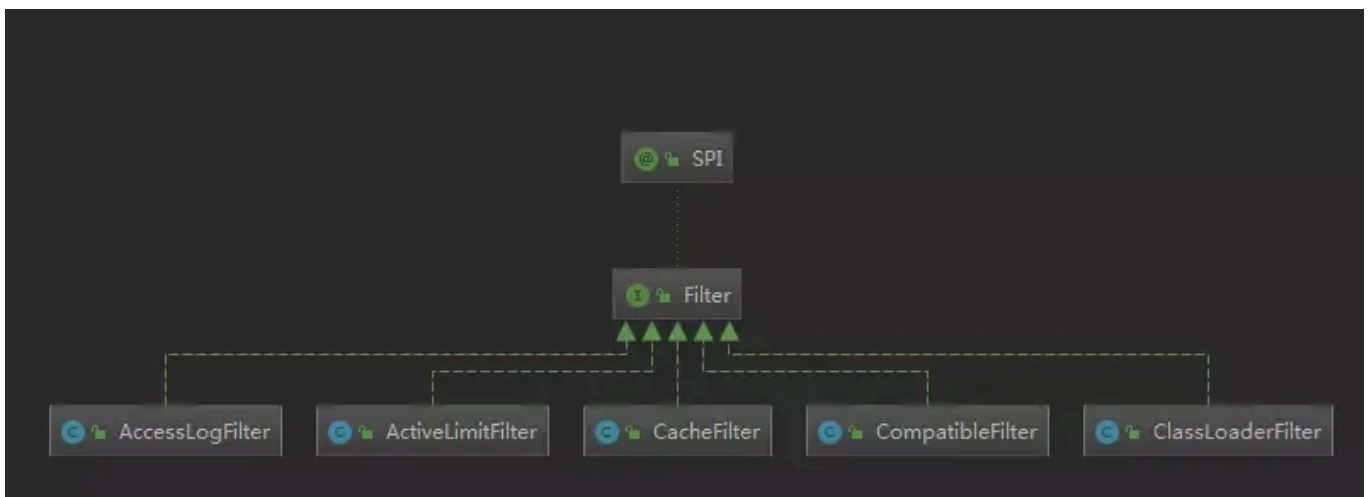 SPI
Filter
AccessLogFilter
ActiveLimitFilter
CacheFilter
CompatibleFilter
ClassLoaderFilter